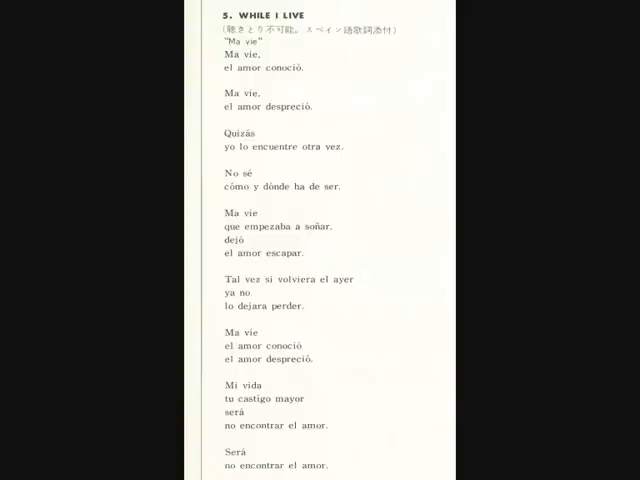 5. WHILE I LIVE
(聴きとり不可能。スペイン語歌詞添付)
"Ma vie"
Ma vie,
el amor conoció.
Ma vie,
el amor despreció.
Quizás
yo lo encuentre otra vez.
No sé
cómo y dónde ha de ser.
Ma vie
que empezaba a soñar.
dejó
el amor escapar.
Tal vez si volviera el ayer
ya no
lo dejara perder.
Ma vie
el amor conoció
el amor despreció.
Mi vida
tu castigo mayor
será
no encontrar el amor.
Será
no encontrar el amor.